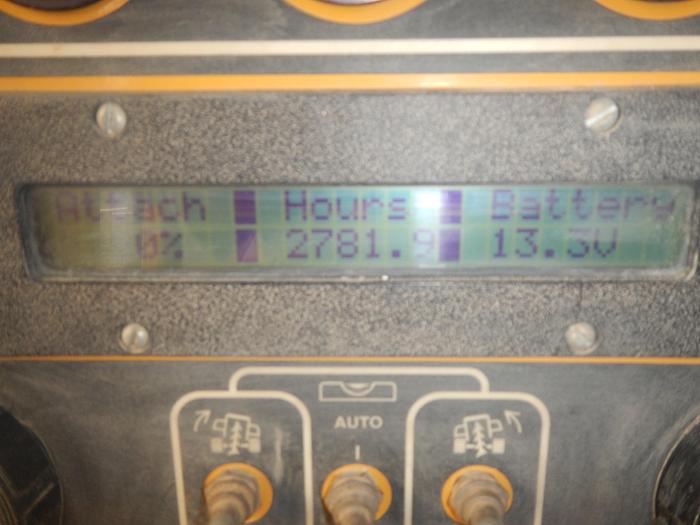 Attach Hours Battery
0% 2781.9 13.3V
AUTO